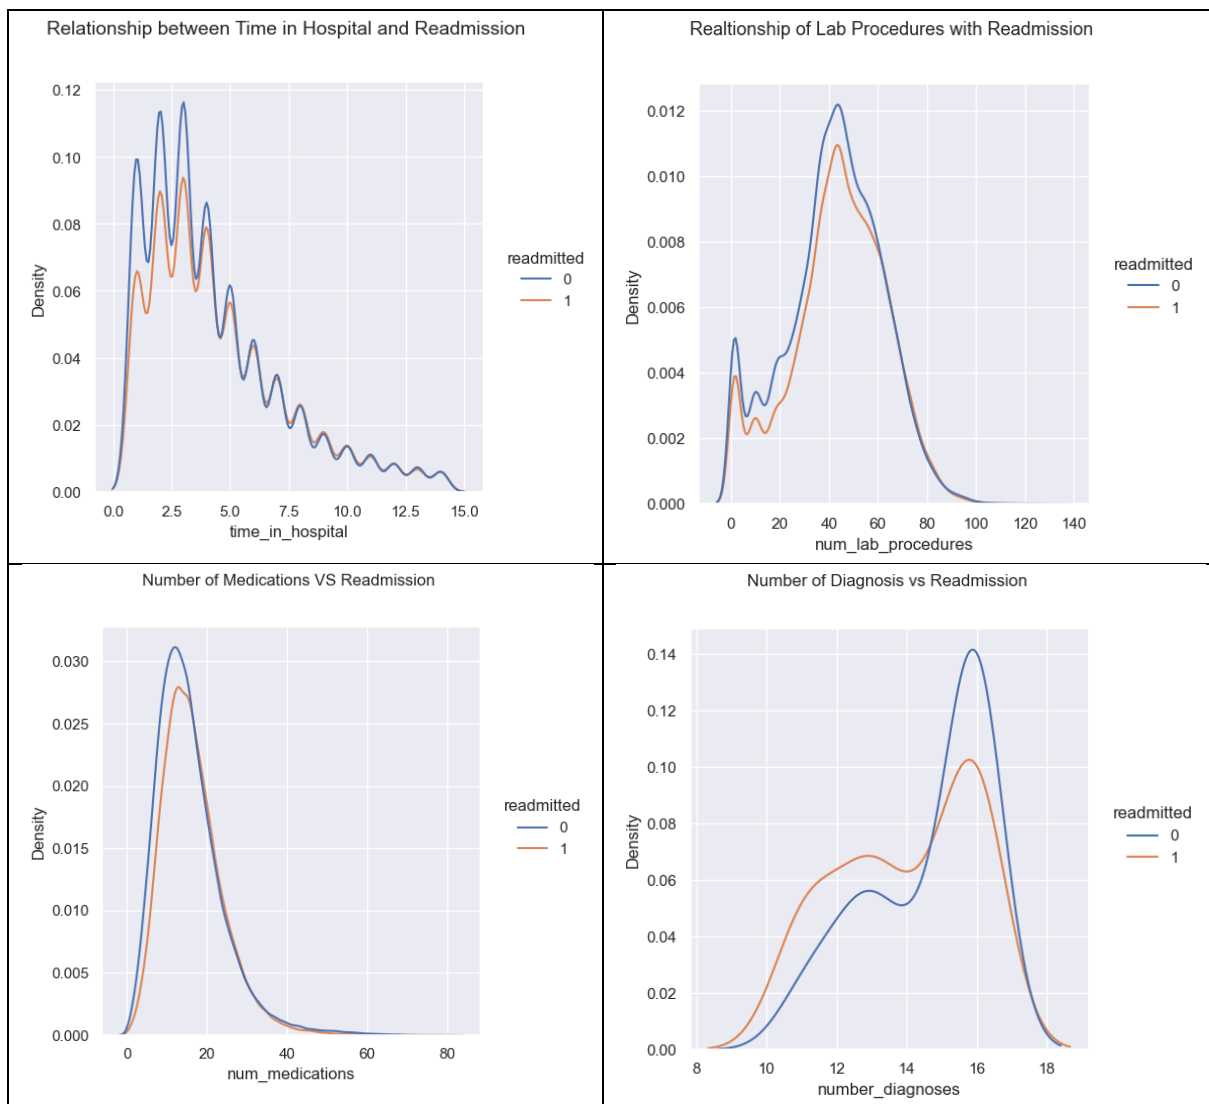 Relationship between Time in Hospital and Readmission
0.12
0.10
0.08
0.06
0.04
0.02
0.00
Density
0.0 2.5 5.0 7.5 10.0 12.5 15.0
time_in_hospital
readmitted
0
1
Realtionship of Lab Procedures with Readmission
0.012
0.010
0.008
0.006
0.004
0.002
0.000
Density
0 20 40 60 80 100 120 140
num_lab_procedures
readmitted
0
1
Number of Medications VS Readmission
0.030
0.025
0.020
0.015
0.010
0.005
0.000
Density
0 20 40 60 80
num_medications
readmitted
0
1
Number of Diagnosis vs Readmission
0.14
0.12
0.10
0.08
0.06
0.04
0.02
0.00
Density
8 10 12 14 16 18
number_diagnoses
readmitted
0
1